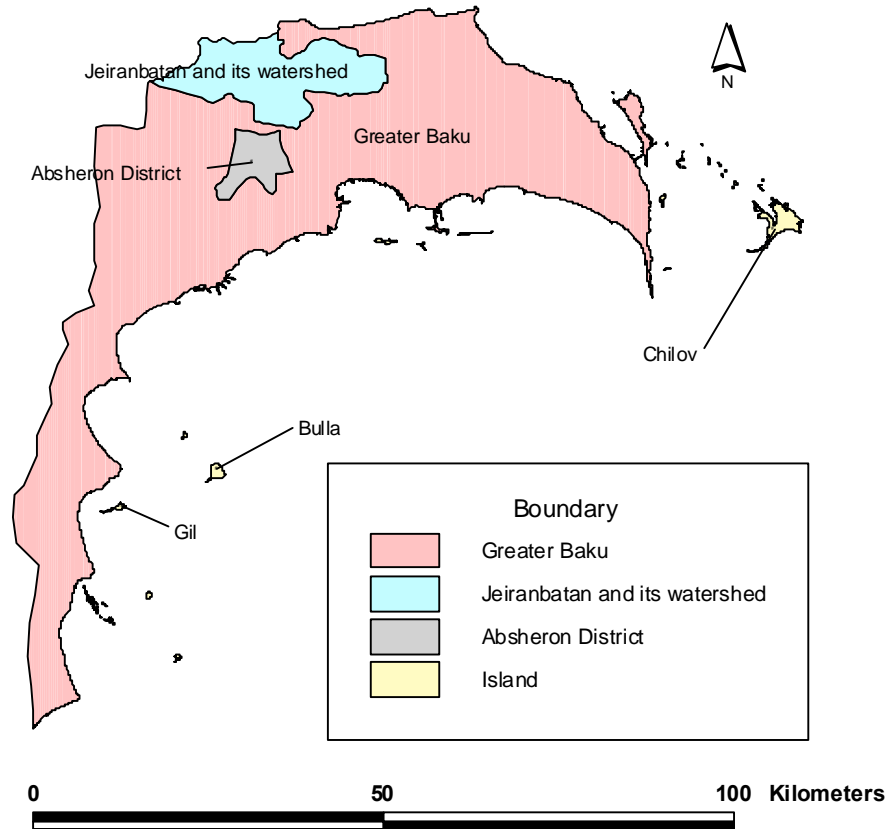 N
Jeiranbatan and its watershed
Greater Baku
Absheron District
Chilov
Bulla
Gil
Boundary
Greater Baku
Jeiranbatan and its watershed
Absheron District
Island
0 50 100 Kilometers